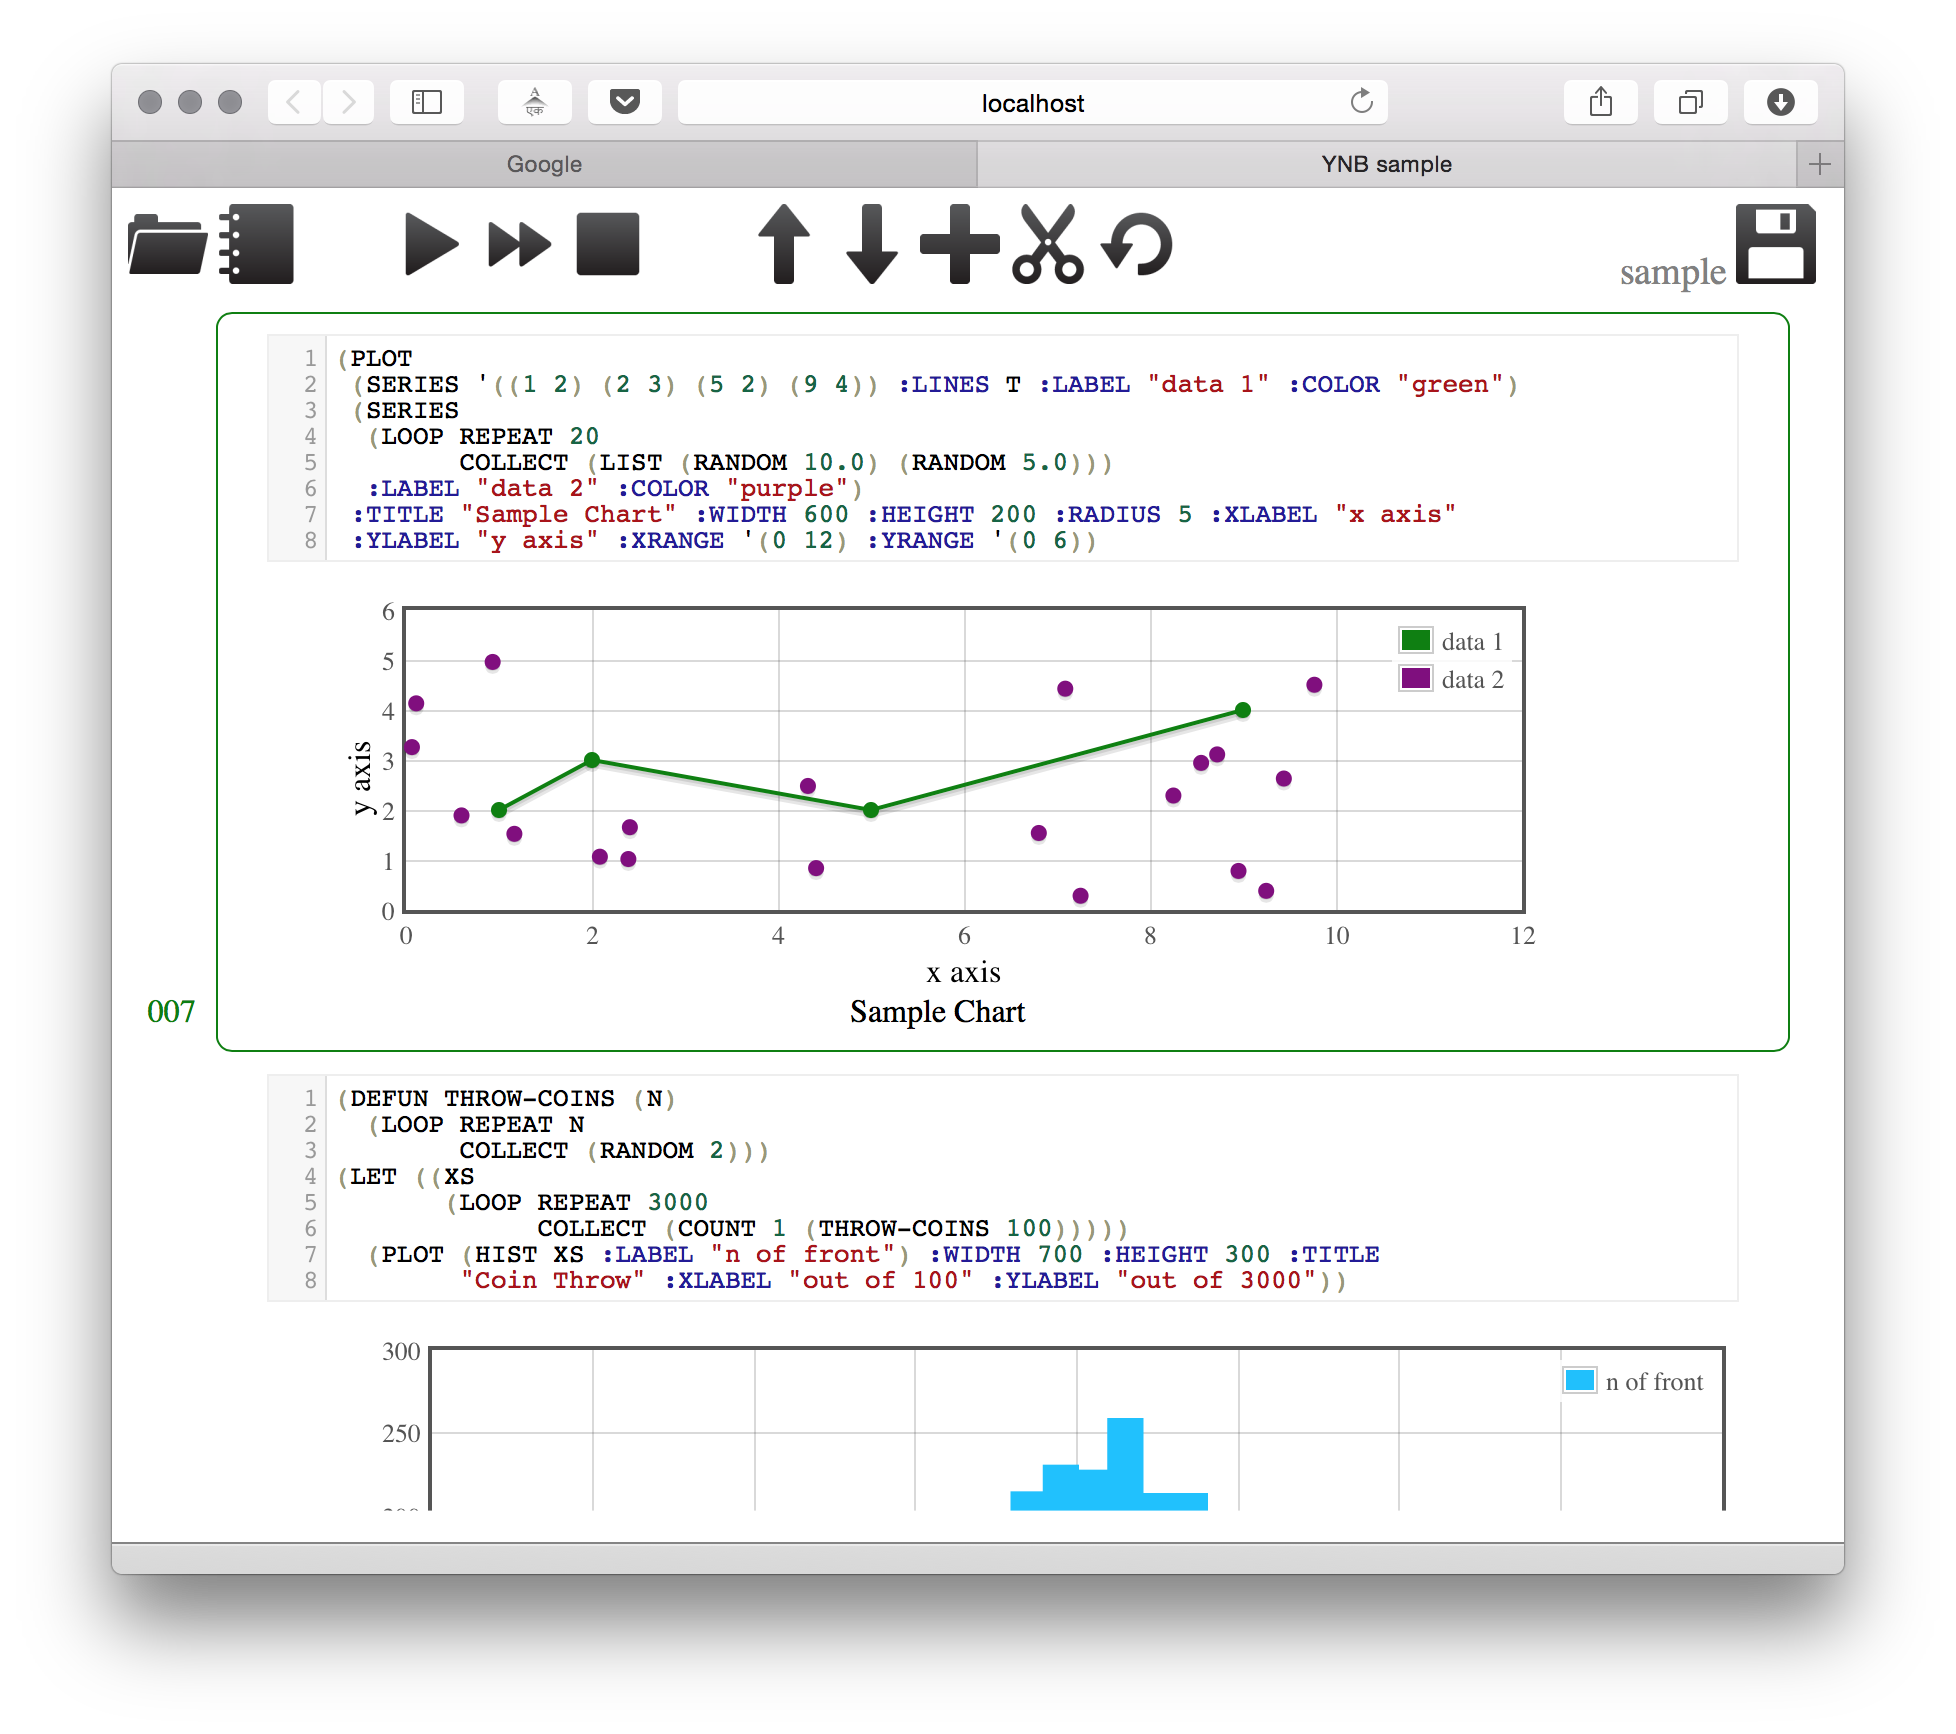 A
एक
localhost
Google
YNB sample
sample
1 (PLOT
2  (SERIES '((1 2) (2 3) (5 2) (9 4)) :LINES T :LABEL "data 1" :COLOR "green")
3  (SERIES
4   (LOOP REPEAT 20
5         COLLECT (LIST (RANDOM 10.0) (RANDOM 5.0)))
6   :LABEL "data 2" :COLOR "purple")
7  :TITLE "Sample Chart" :WIDTH 600 :HEIGHT 200 :RADIUS 5 :XLABEL "x axis"
8  :YLABEL "y axis" :XRANGE '(0 12) :YRANGE '(0 6))
6
5
4
3
2
1
0
y axis
data 1
data 2
0 2 4 6 8 10 12
x axis
Sample Chart
007
1 (DEFUN THROW-COINS (N)
2   (LOOP REPEAT N
3         COLLECT (RANDOM 2)))
4 (LET ((XS
5        (LOOP REPEAT 3000
6              COLLECT (COUNT 1 (THROW-COINS 100)))))
7   (PLOT (HIST XS :LABEL "n of front") :WIDTH 700 :HEIGHT 300 :TITLE
8         "Coin Throw" :XLABEL "out of 100" :YLABEL "out of 3000"))
300
n of front
250